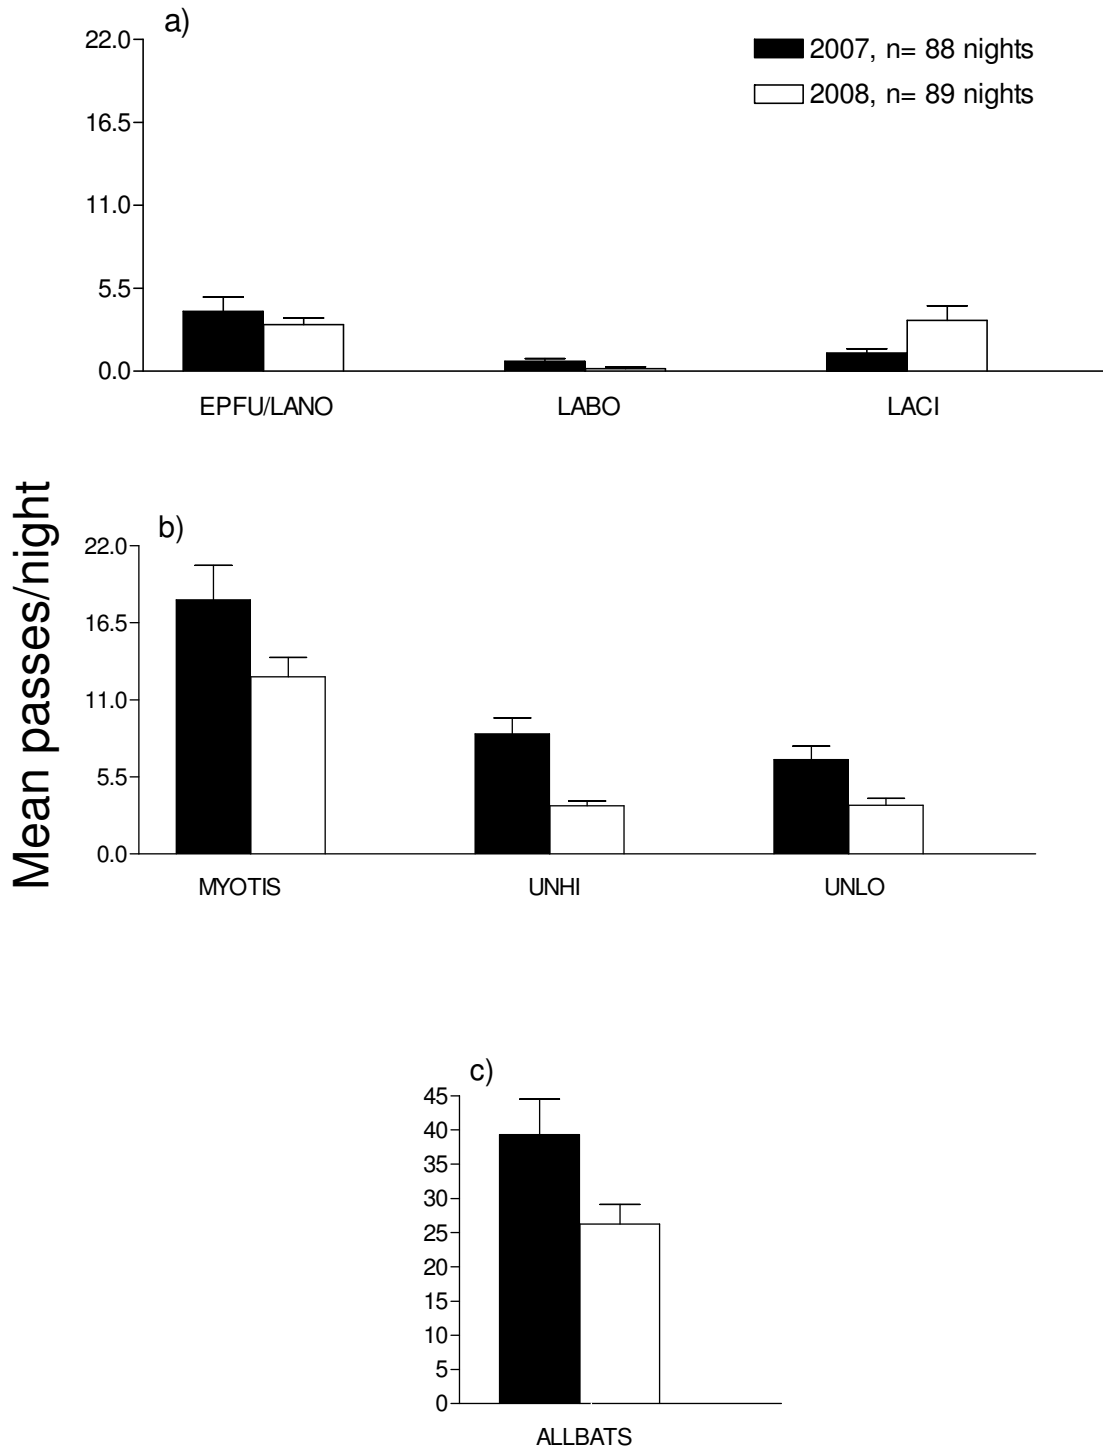 a)
22.0
16.5
11.0
5.5
0.0
2007, n= 88 nights
2008, n= 89 nights
EPFU/LANO LABO LACI
Mean passes/night
b)
22.0
16.5
11.0
5.5
0.0
MYOTIS UNHI UNLO
c)
45
40
35
30
25
20
15
10
5
0
ALLBATS